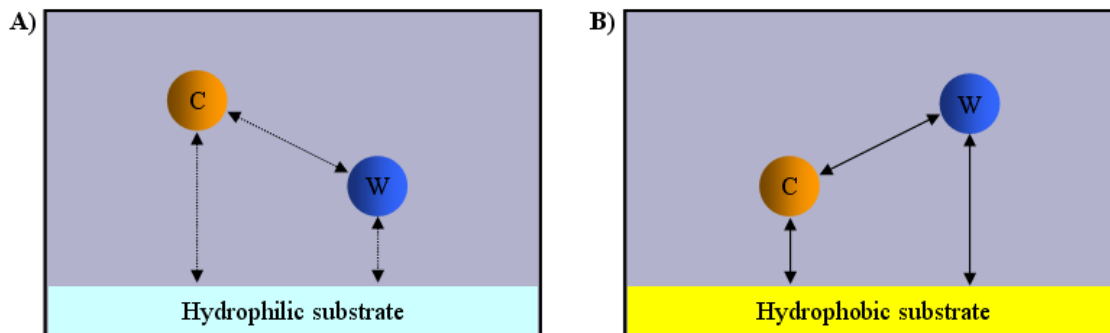 A)
C
W
Hydrophilic substrate
B)
W
C
Hydrophobic substrate